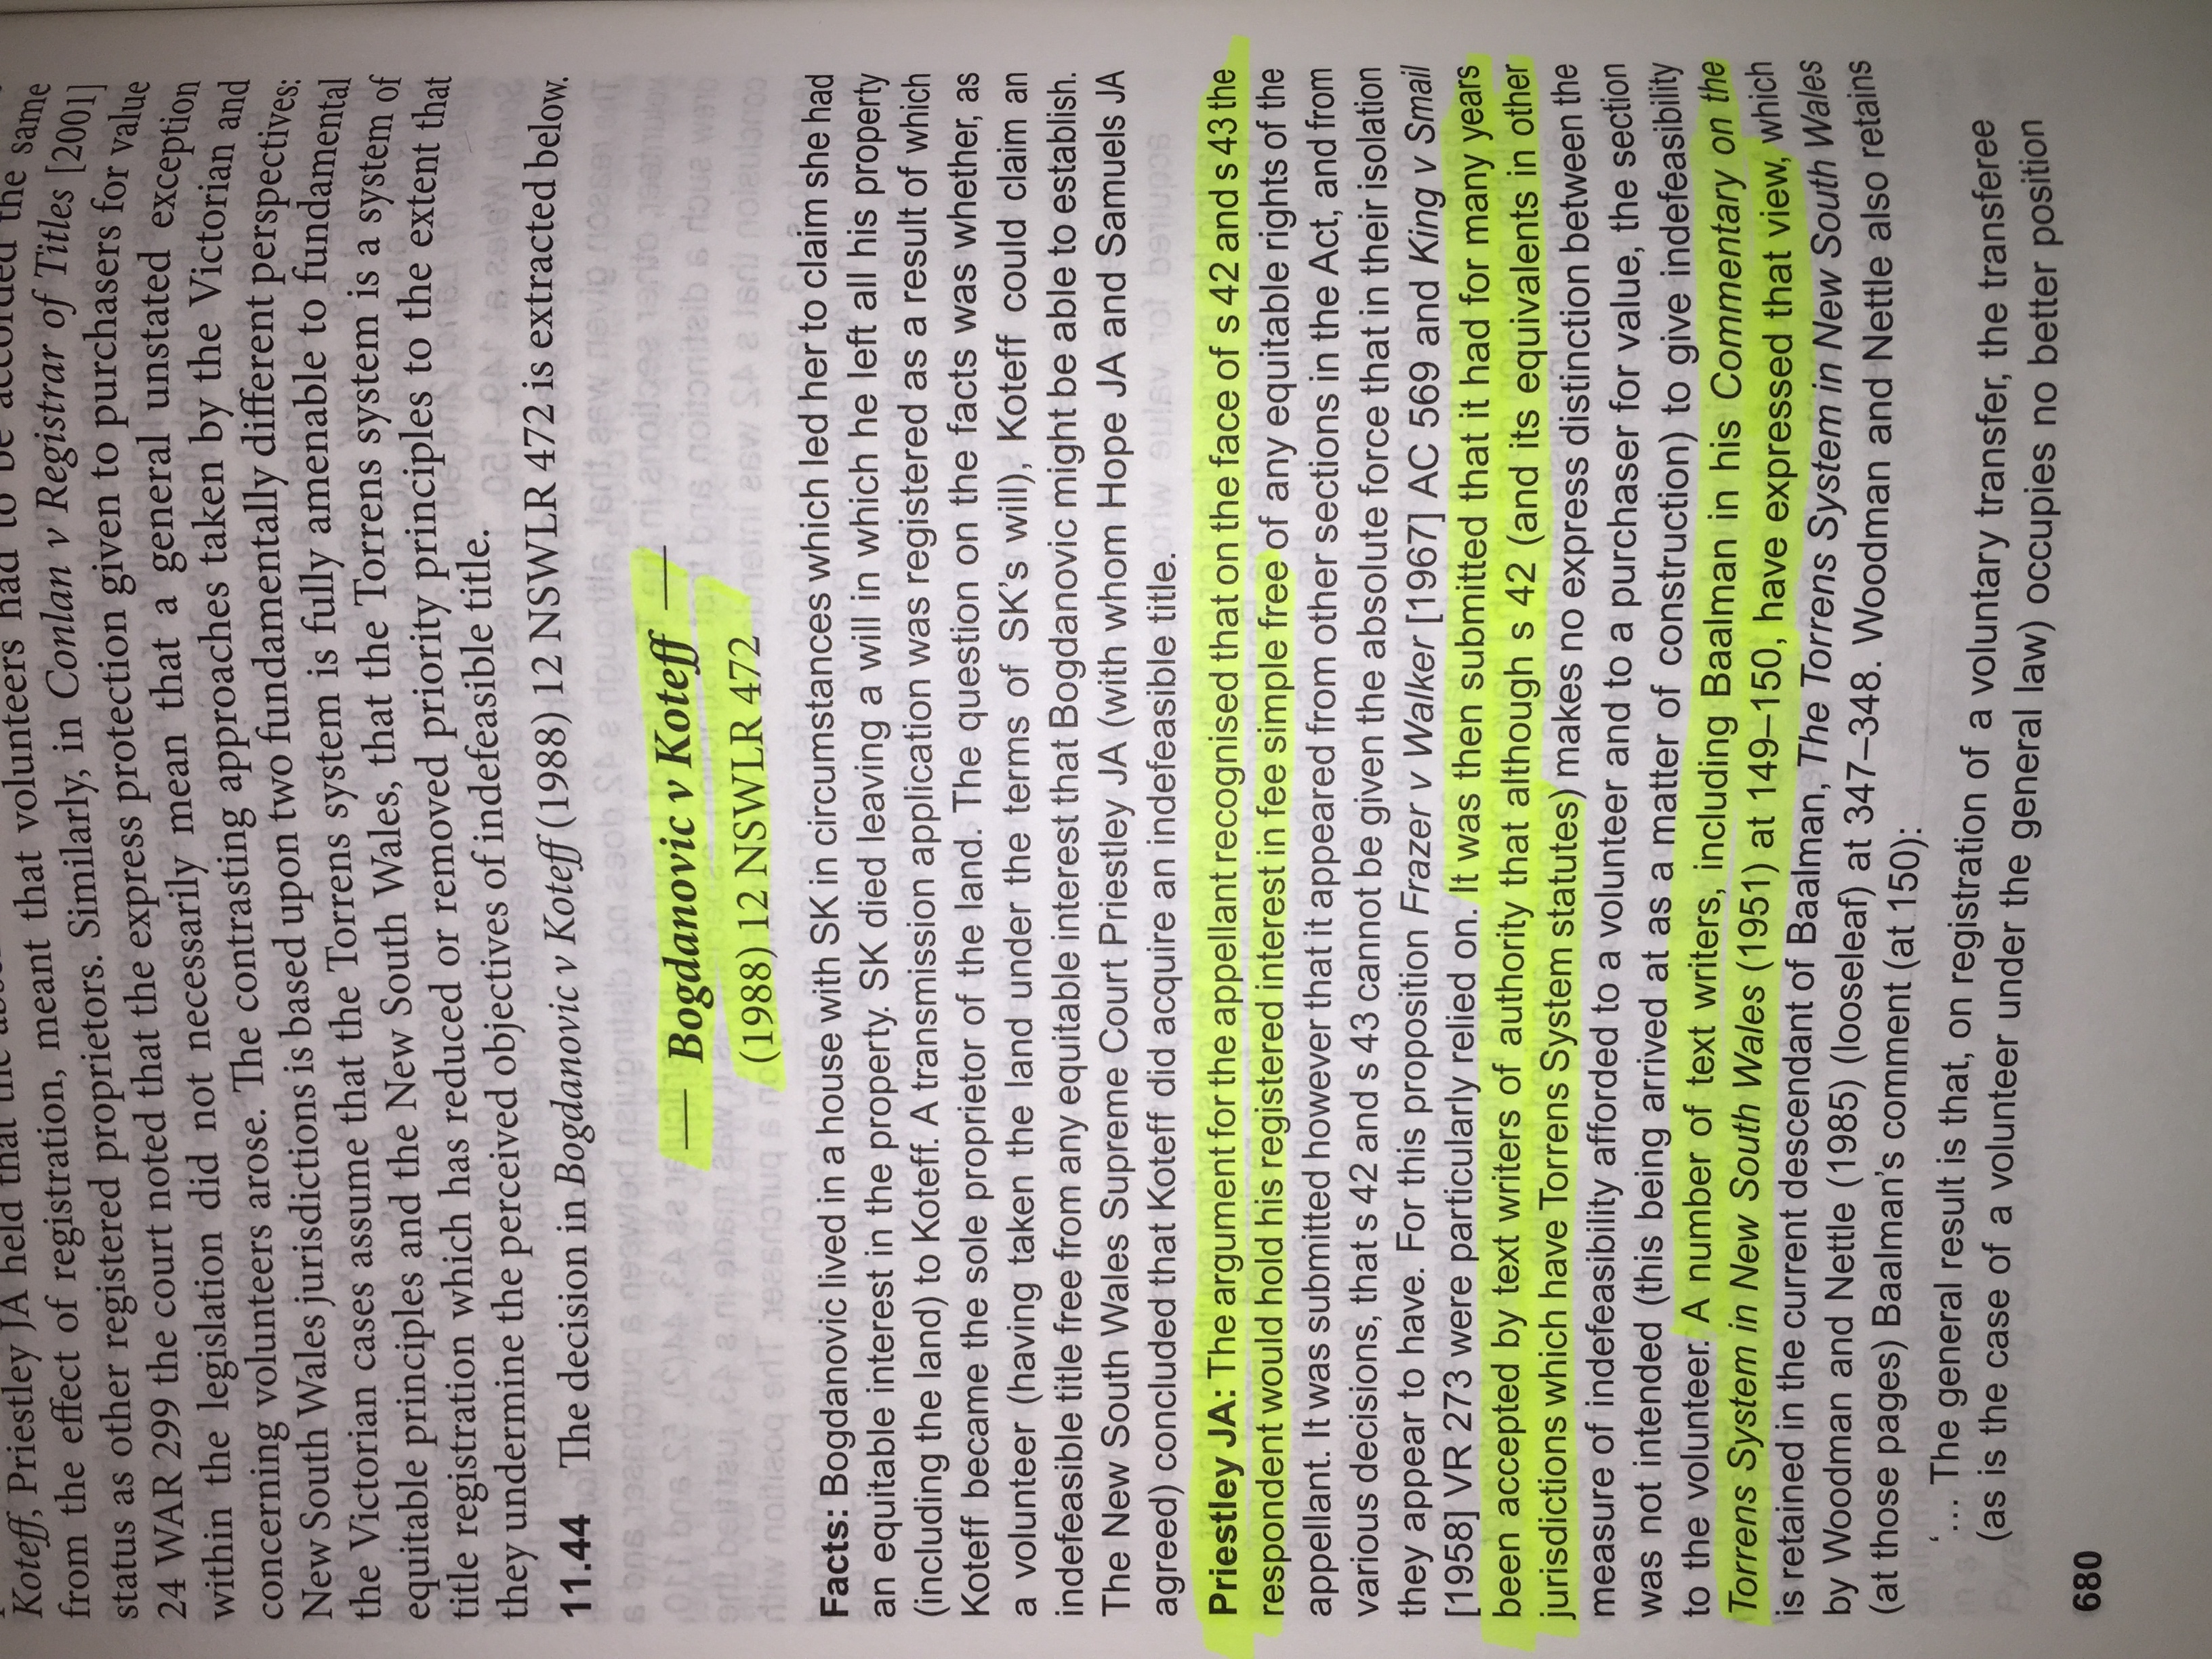 Koteff, Priestley JA held that the
volunteers had to be accorded the same
from the effect of registration, meant that volunteers
status as other registered proprietors. Similarly, in Conlan v Registrar of Titles [2001]
24 WAR 299 the court noted that the express protection given to purchasers for value
within the legislation did not necessarily mean that a general unstated exception
concerning volunteers arose. The contrasting approaches taken by the Victorian and
New South Wales jurisdictions is based upon two fundamentally different perspectives:
the Victorian cases assume that the Torrens system is fully amenable to fundamental
equitable principles and the New South Wales, that the Torrens system is a system of
title registration which has reduced or removed priority principles to the extent that
they undermine the perceived objectives of indefeasible title.
11.44 The decision in Bogdanovic v Koteff (1988) 12 NSWLR 472 is extracted below.
— Bogdanovic v Koteff —
(1988) 12 NSWLR 472
Facts: Bogdanovic lived in a house with SK in circumstances which led her to claim she had
an equitable interest in the property. SK died leaving a will in which he left all his property
(including the land) to Koteff. A transmission application was registered as a result of which
Koteff became the sole proprietor of the land. The question on the facts was whether, as
a volunteer (having taken the land under the terms of SK's will), Koteff could claim an
indefeasible title free from any equitable interest that Bogdanovic might be able to establish.
The New South Wales Supreme Court Priestley JA (with whom Hope JA and Samuels JA
agreed) concluded that Koteff did acquire an indefeasible title.
Priestley JA: The argument for the appellant recognised that on the face of s 42 and s 43 the
respondent would hold his registered interest in fee simple free of any equitable rights of the
appellant. It was submitted however that it appeared from other sections in the Act, and from
various decisions, that s 42 and s 43 cannot be given the absolute force that in their isolation
they appear to have. For this proposition Frazer v Walker [1967] AC 569 and King v Smail
[1958] VR 273 were particularly relied on. It was then submitted that it had for many years
been accepted by text writers of authority that although s 42 (and its equivalents in other
jurisdictions which have Torrens System statutes) makes no express distinction between the
measure of indefeasibility afforded to a volunteer and to a purchaser for value, the section
was not intended (this being arrived at as a matter of construction) to give indefeasibility
to the volunteer. A number of text writers, including Baalman in his Commentary on the
Torrens System in New South Wales (1951) at 149–150, have expressed that view, which
is retained in the current descendant of Baalman, The Torrens System in New South Wales
by Woodman and Nettle (1985) (looseleaf) at 347–348. Woodman and Nettle also retains
(at those pages) Baalman's comment (at 150):
‘… The general result is that, on registration of a voluntary transfer, the transferee
(as is the case of a volunteer under the general law) occupies no better position
680